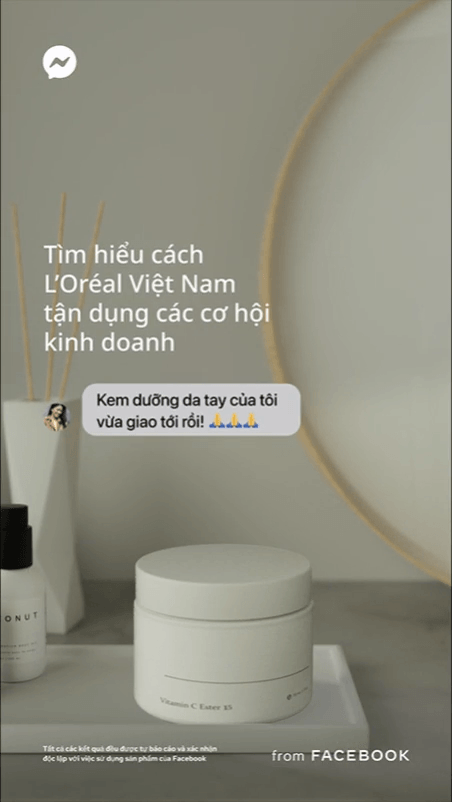 Tìm hiểu cách
L'Oréal Việt Nam
tận dụng các cơ hội
kinh doanh
Kem dưỡng da tay của tôi
vừa giao tới rồi! 🙏🙏🙏
ONUT
Vitamin C Ester 15
Tất cả các kết quả đều được tự báo cáo và xác nhận
độc lập với việc sử dụng sản phẩm của Facebook
from FACEBOOK